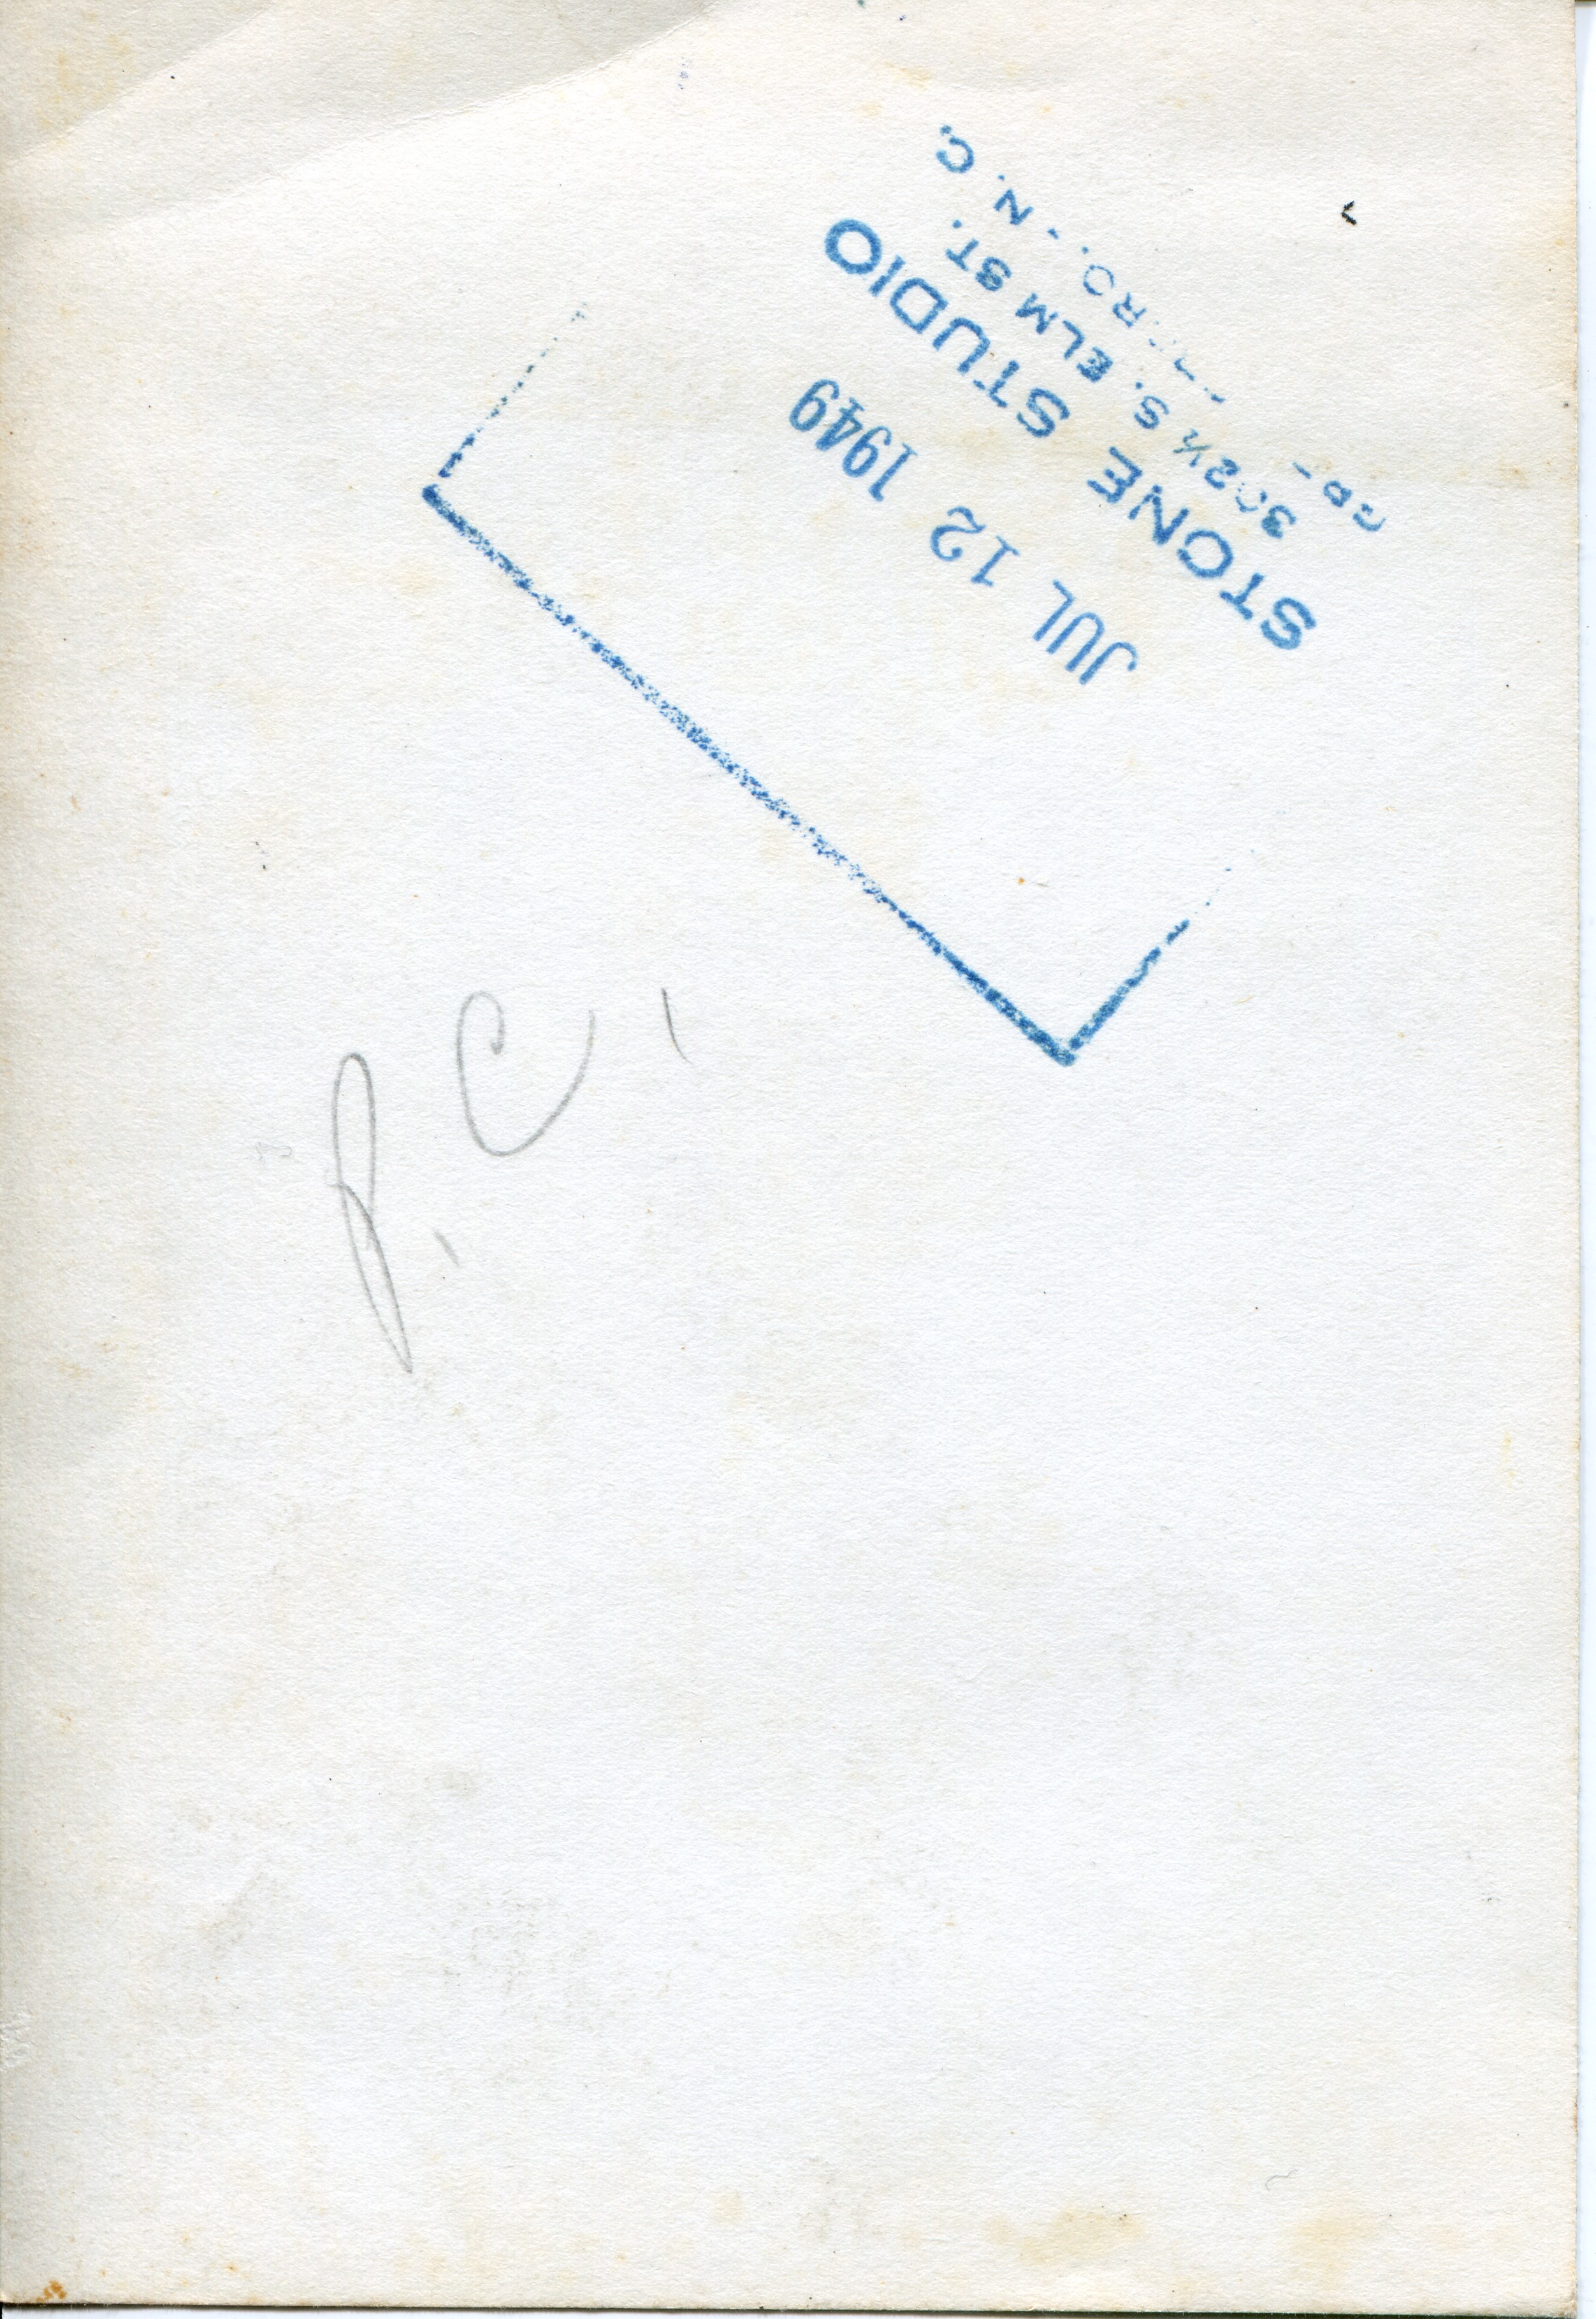 JUL 12 1949
STONE STUDIO
302½ S. ELM ST.
N. C.
P. C.